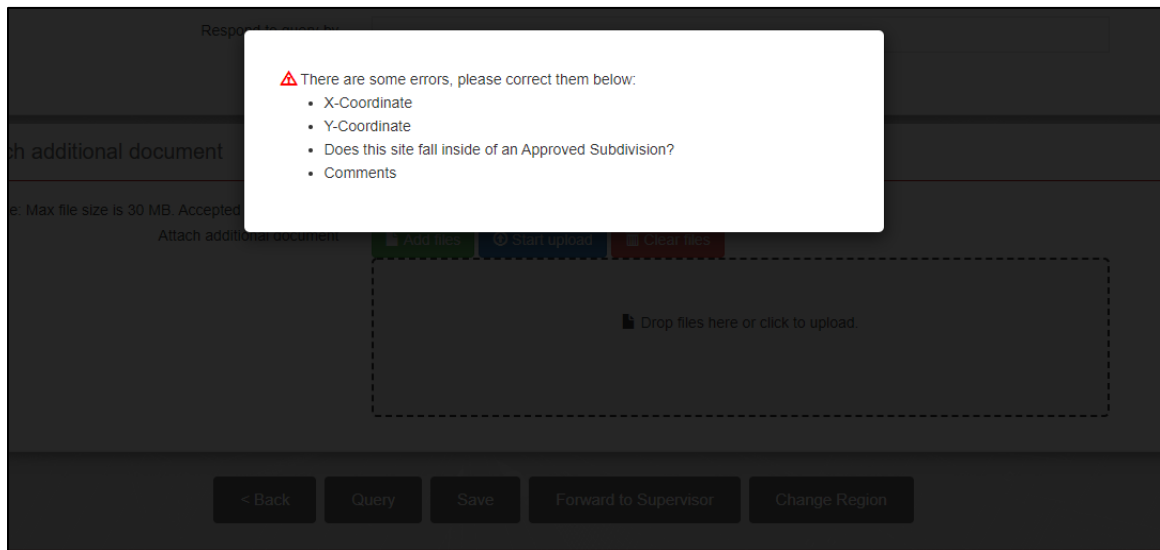 Respond to query by
There are some errors, please correct them below:
• X-Coordinate
• Y-Coordinate
• Does this site fall inside of an Approved Subdivision?
• Comments
ch additional document
e: Max file size is 30 MB. Accepted
Attach additional document
Add files
Start upload
Clear files
Drop files here or click to upload.
< Back
Query
Save
Forward to Supervisor
Change Region